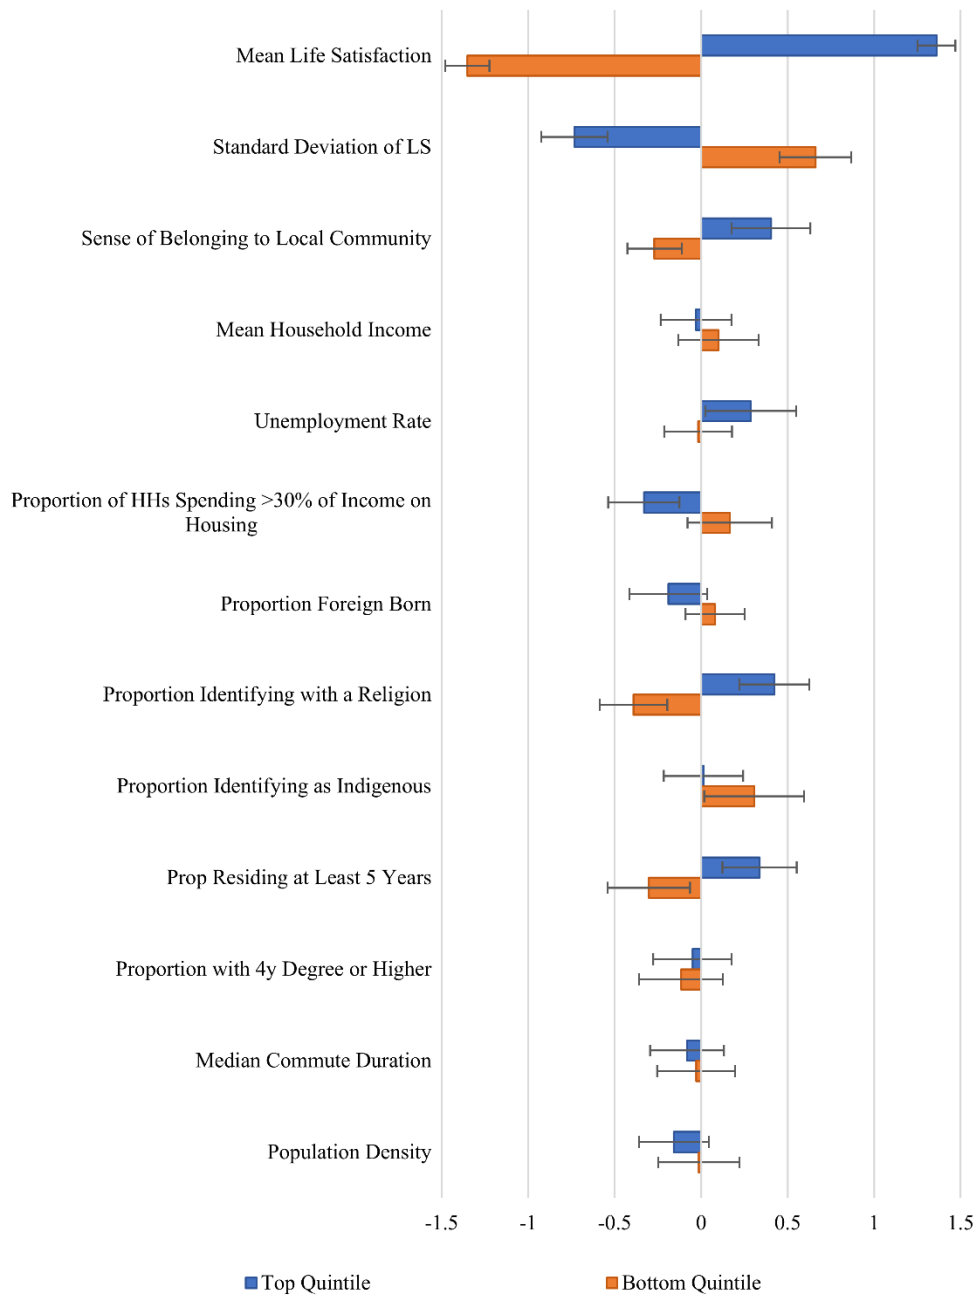 Mean Life Satisfaction
Standard Deviation of LS
Sense of Belonging to Local Community
Mean Household Income
Unemployment Rate
Proportion of HHs Spending >30% of Income on
Housing
Proportion Foreign Born
Proportion Identifying with a Religion
Proportion Identifying as Indigenous
Prop Residing at Least 5 Years
Proportion with 4y Degree or Higher
Median Commute Duration
Population Density
-1.5 -1 -0.5 0 0.5 1 1.5
Top Quintile Bottom Quintile